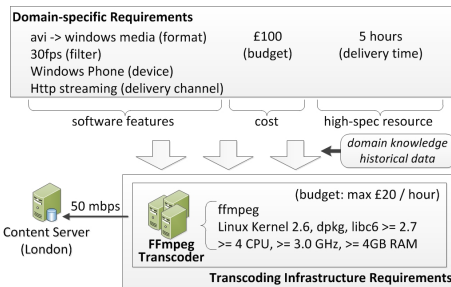 Domain-specific Requirements
avi -> windows media (format)
30fps (filter)
Windows Phone (device)
Http streaming (delivery channel)
£100
(budget)
5 hours
(delivery time)
software features
cost
high-spec resource
domain knowledge
historical data
(budget: max £20 / hour)
50 mbps
Content Server
(London)
FFmpeg
Transcoder
ffmpeg
Linux Kernel 2.6, dpkg, libc6 >= 2.7
>= 4 CPU, >= 3.0 GHz, >= 4GB RAM
Transcoding Infrastructure Requirements